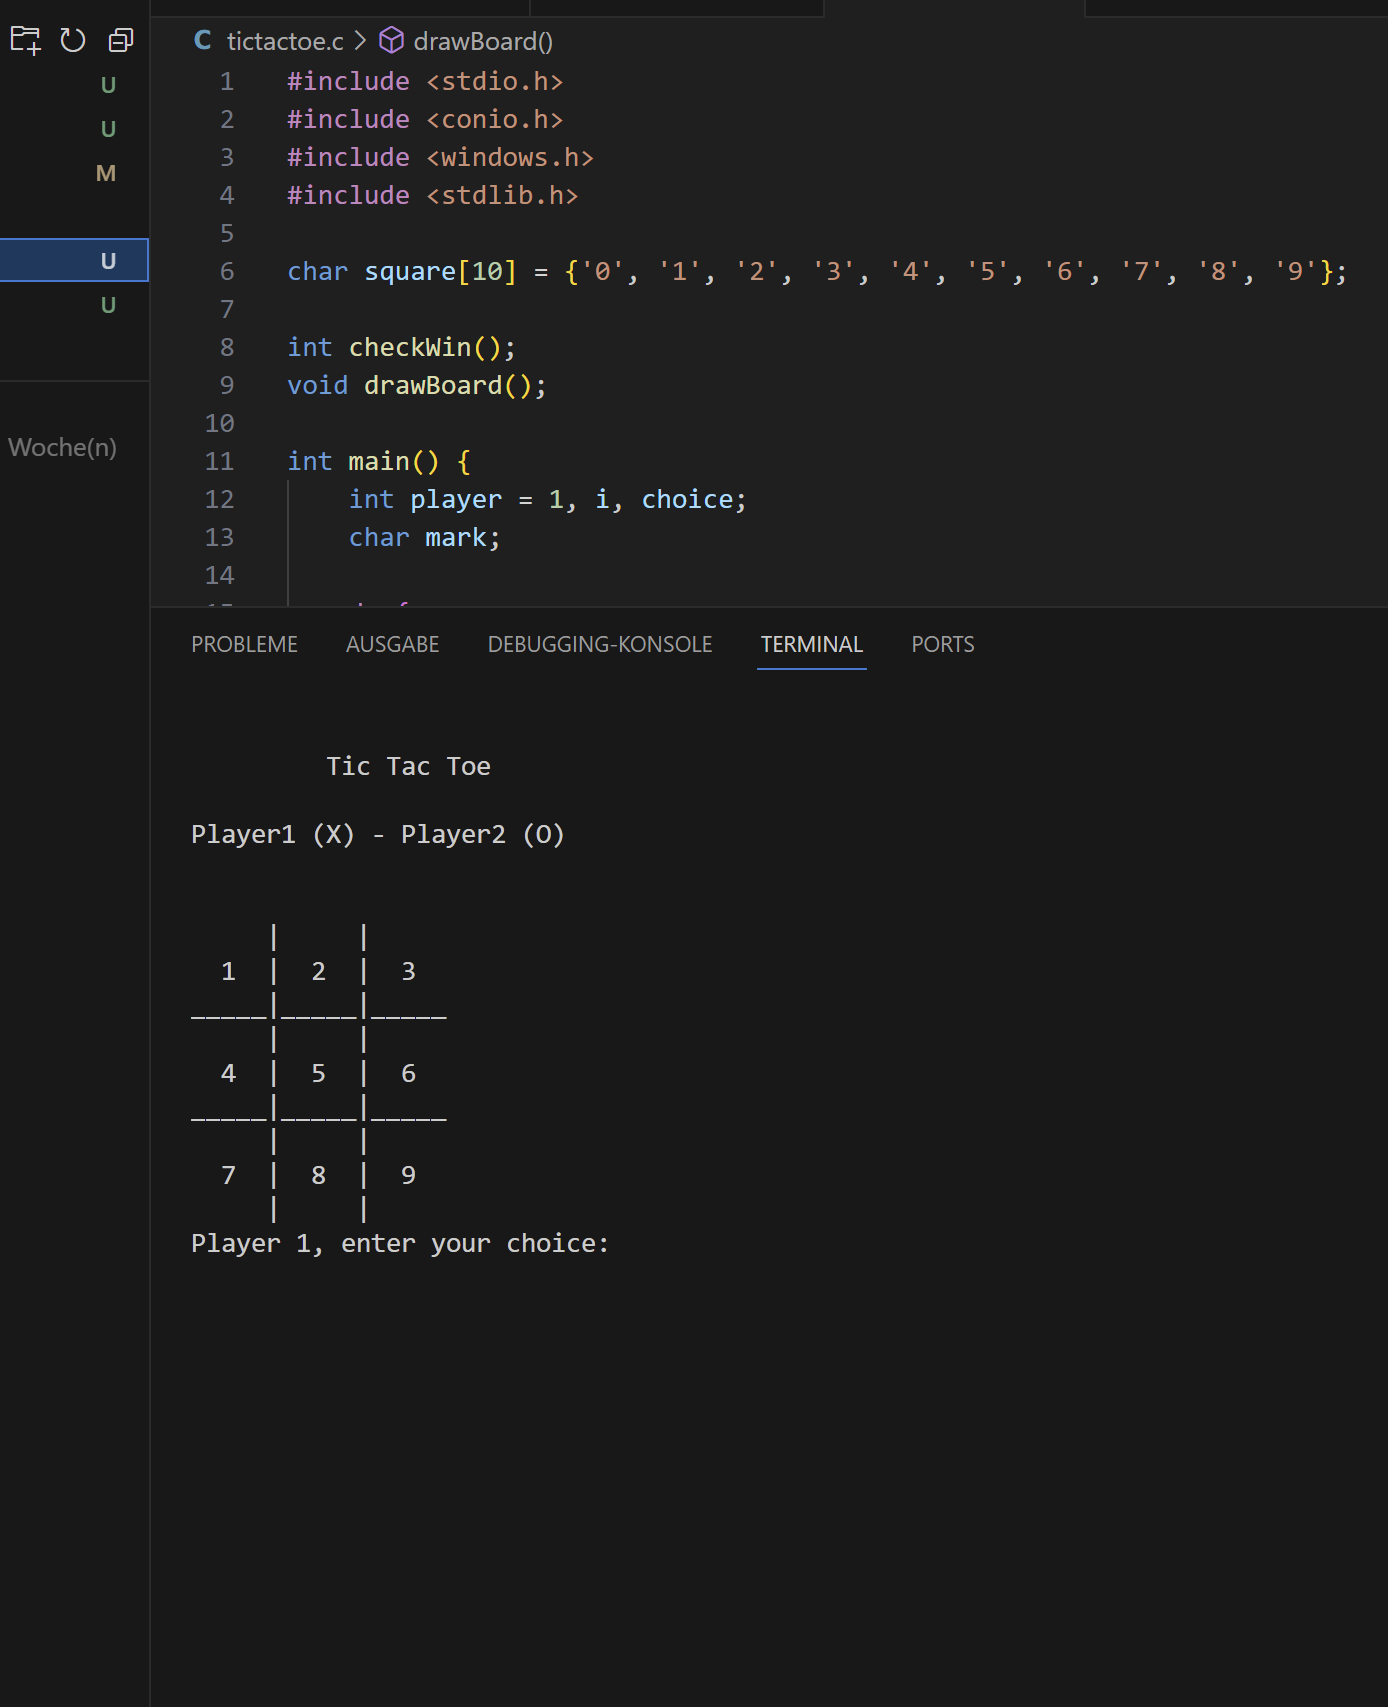 U
U
M
U
U
Woche(n)
C tictactoe.c > drawBoard()
1 #include <stdio.h>
2 #include <conio.h>
3 #include <windows.h>
4 #include <stdlib.h>
5
6 char square[10] = {'0', '1', '2', '3', '4', '5', '6', '7', '8', '9'};
7
8 int checkWin();
9 void drawBoard();
10
11 int main() {
12     int player = 1, i, choice;
13     char mark;
14
PROBLEME AUSGABE DEBUGGING-KONSOLE TERMINAL PORTS
Tic Tac Toe
Player1 (X) - Player2 (O)
     |     |
  1  |  2  |  3
_____|_____|_____
     |     |
  4  |  5  |  6
_____|_____|_____
     |     |
  7  |  8  |  9
     |     |
Player 1, enter your choice: